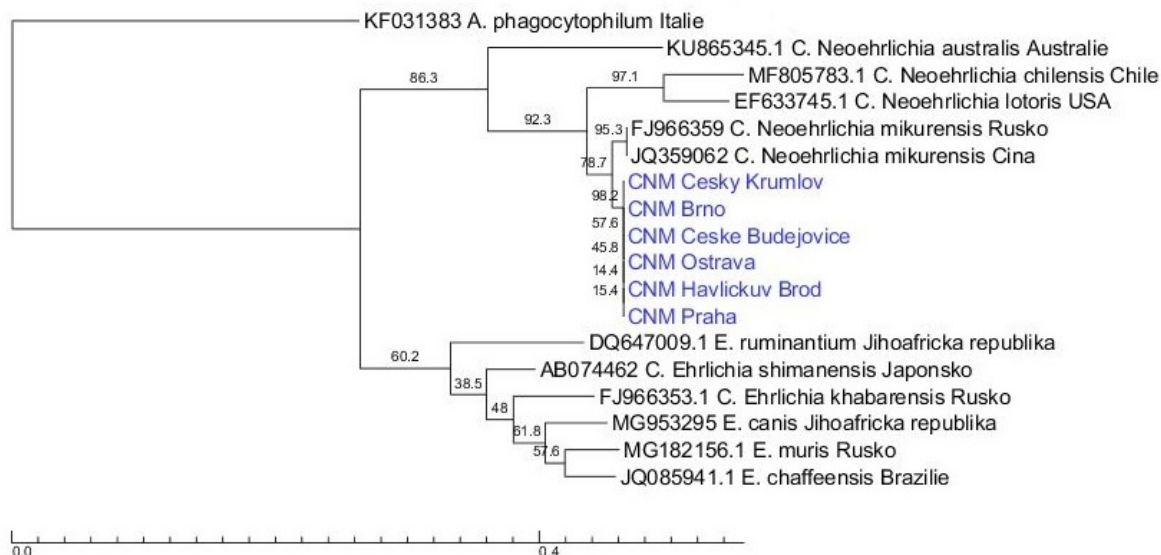 KF031383 A. phagocytophilum Italie
KU865345.1 C. Neoehrlichia australis Australie
86.3
97.1
MF805783.1 C. Neoehrlichia chilensis Chile
EF633745.1 C. Neoehrlichia lotoris USA
92.3
95.3
FJ966359 C. Neoehrlichia mikurensis Rusko
JQ359062 C. Neoehrlichia mikurensis Cina
78.7
CNM Cesky Krumlov
98.2
CNM Brno
57.6
CNM Ceske Budejovice
45.8
CNM Ostrava
14.4
CNM Havlickuv Brod
15.4
CNM Praha
DQ647009.1 E. ruminantium Jihoafricka republika
60.2
AB074462 C. Ehrlichia shimanensis Japonsko
38.5
FJ966353.1 C. Ehrlichia khabarensis Rusko
48
MG953295 E. canis Jihoafricka republika
61.8
MG182156.1 E. muris Rusko
57.6
JQ085941.1 E. chaffeensis Brazilie
0.0 0.4